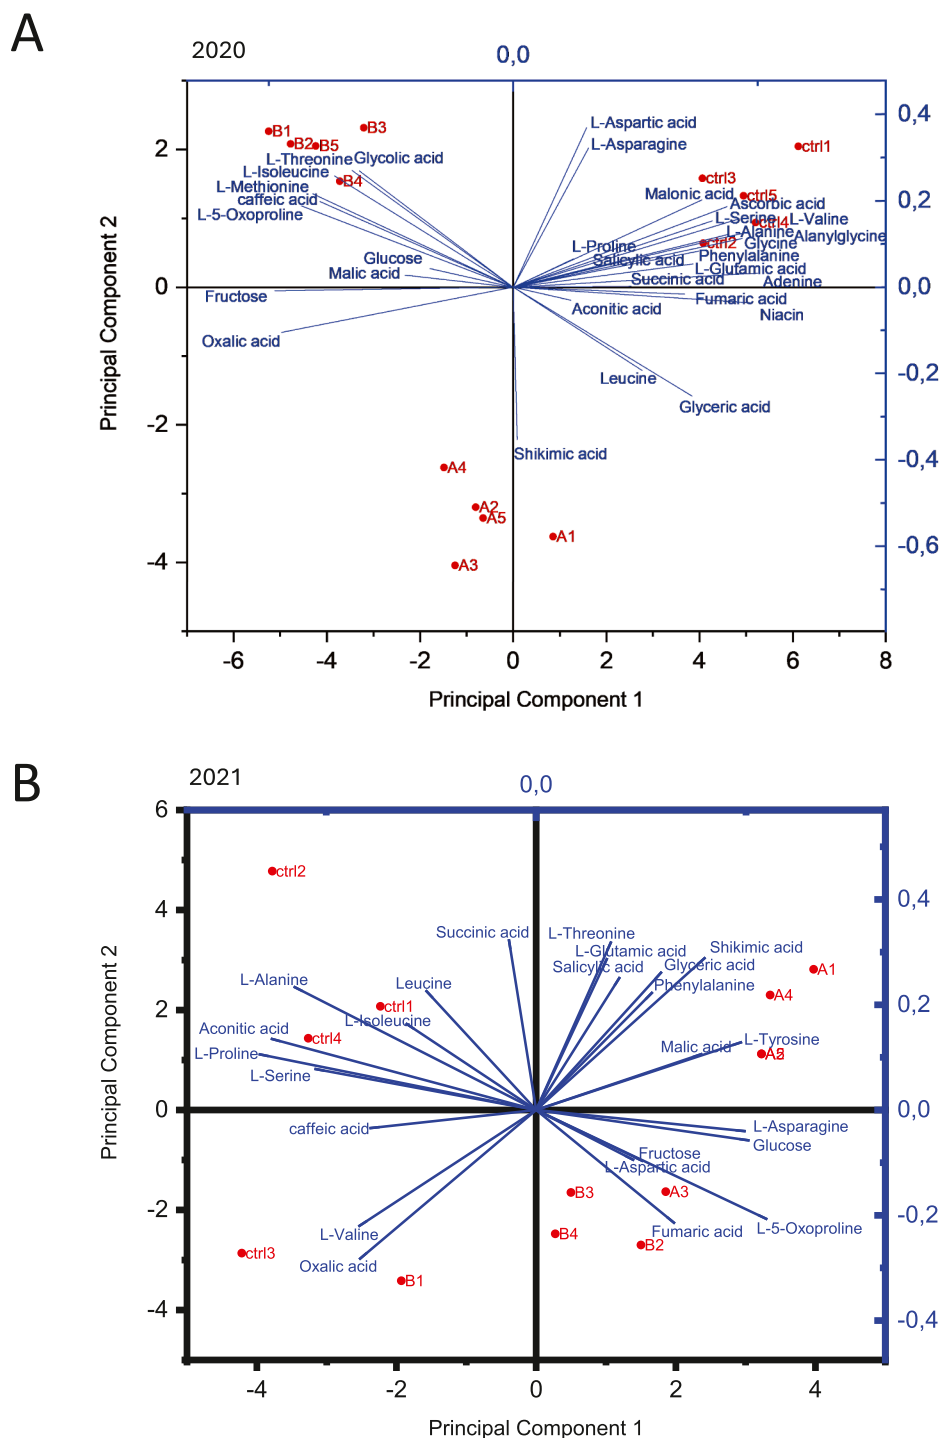 A
2020
0,0
B1
B3
B2
B5
L-Threonine
Glycolic acid
L-Isoleucine
B4
L-Methionine
caffeic acid
L-5-Oxoproline
Glucose
Malic acid
Fructose
Oxalic acid
L-Aspartic acid
L-Asparagine
ctrl1
ctrl3
Malonic acid
ctrl5
Ascorbic acid
L-Serine
ctrl4
L-Valine
L-Alanine
Alanylglycine
L-Proline
ctrl2
Glycine
Salicylic acid
Phenylalanine
L-Glutamic acid
Succinic acid
Adenine
Fumaric acid
Aconitic acid
Niacin
Leucine
Glyceric acid
Shikimic acid
A4
A2
A5
A1
A3
2
0
-2
-4
0,4
0,2
0,0
-0,2
-0,4
-0,6
-6 -4 -2 0 2 4 6 8
Principal Component 2
Principal Component 1
B
2021
0,0
ctrl2
Succinic acid
L-Threonine
L-Glutamic acid
Shikimic acid
Salicylic acid
Glyceric acid
A1
L-Alanine
Leucine
Phenylalanine
A4
ctrl1
L-Isoleucine
Aconitic acid
ctrl4
L-Tyrosine
Malic acid
L-Proline
L-Serine
caffeic acid
L-Asparagine
Glucose
Fructose
L-Aspartic acid
B3
A3
L-Valine
B4
Fumaric acid
L-5-Oxoproline
B2
ctrl3
Oxalic acid
B1
6
4
2
0
-2
-4
0,4
0,2
0,0
-0,2
-0,4
-4 -2 0 2 4
Principal Component 2
Principal Component 1